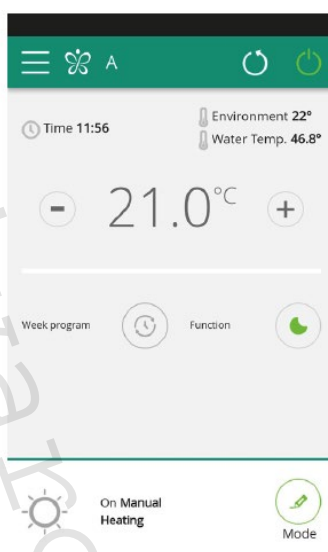 A
Time 11:56
Environment 22°
Water Temp. 46.8°
- 21.0°C +
Week program
Function
On Manual
Heating
Mode